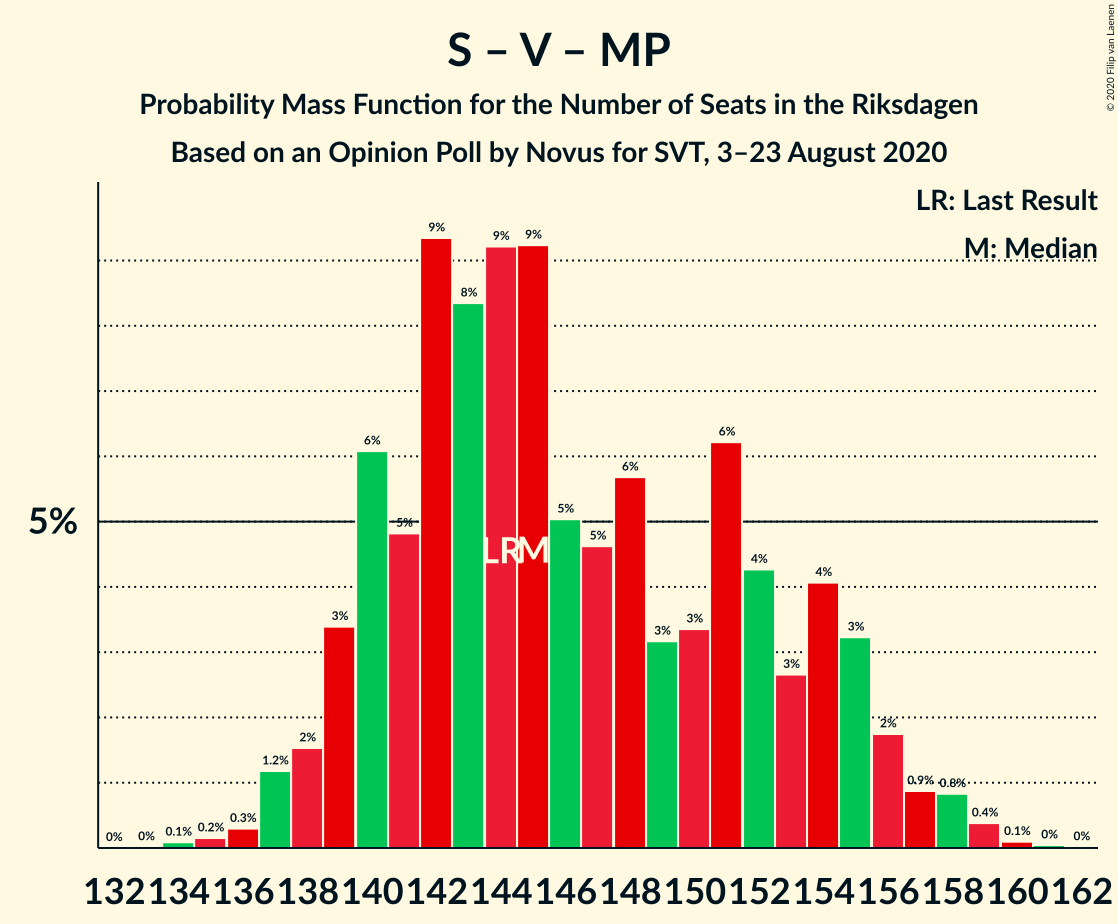 S – V – MP
Probability Mass Function for the Number of Seats in the Riksdagen
Based on an Opinion Poll by Novus for SVT, 3–23 August 2020
© 2020 Filip van Laenen
LR: Last Result
M: Median
5%
0% 0% 0.1% 0.2% 0.3% 1.2% 2% 3% 6% 5% 9% 8% 9% 9% 5% 5% 6% 3% 3% 6% 4% 3% 4% 3% 2% 0.9% 0.8% 0.4% 0.1% 0% 0%
LR M
132 134 136 138 140 142 144 146 148 150 152 154 156 158 160 162